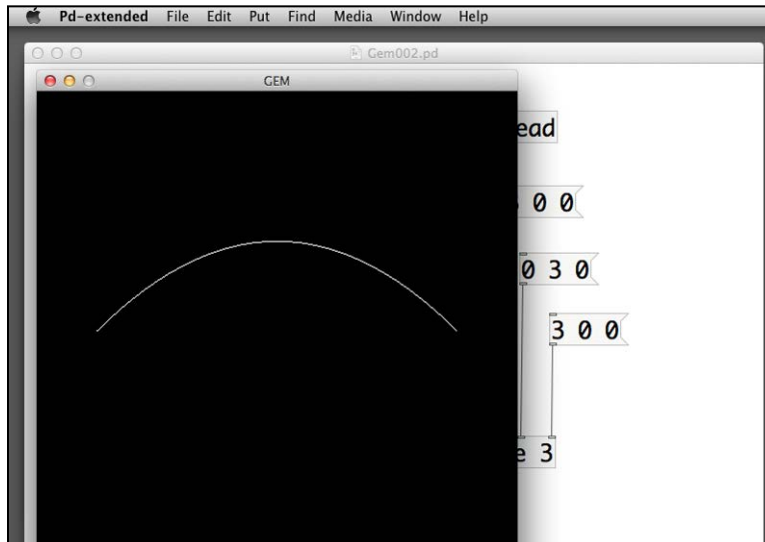 Pd-extended File Edit Put Find Media Window Help
Gem002.pd
GEM
ead
0 0
0 3 0
3 0 0
e 3